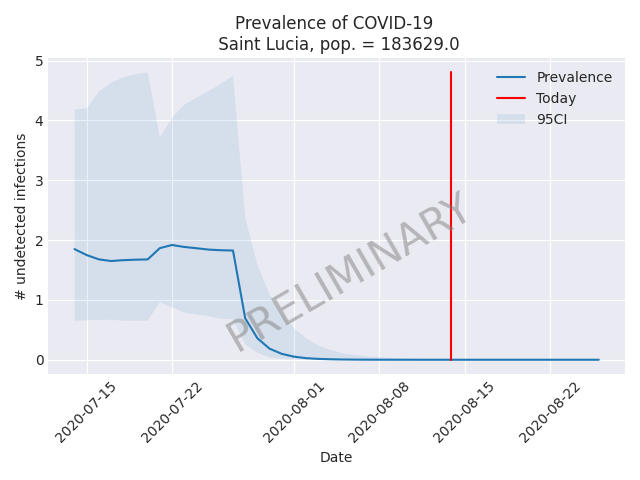 Prevalence of COVID-19
Saint Lucia, pop. = 183629.0
# undetected infections
5
4
3
2
1
0
Prevalence
Today
95CI
PRELIMINARY
2020-07-15
2020-07-22
2020-08-01
2020-08-08
2020-08-15
2020-08-22
Date